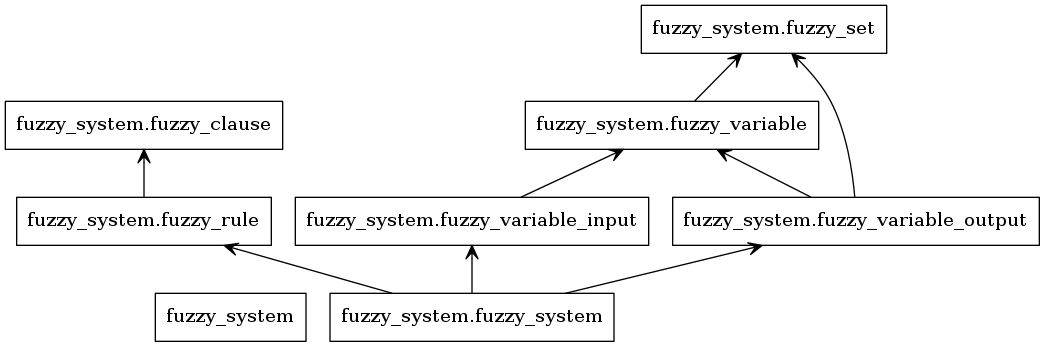 fuzzy_system.fuzzy_set
fuzzy_system.fuzzy_clause
fuzzy_system.fuzzy_variable
fuzzy_system.fuzzy_rule
fuzzy_system.fuzzy_variable_input
fuzzy_system.fuzzy_variable_output
fuzzy_system
fuzzy_system.fuzzy_system